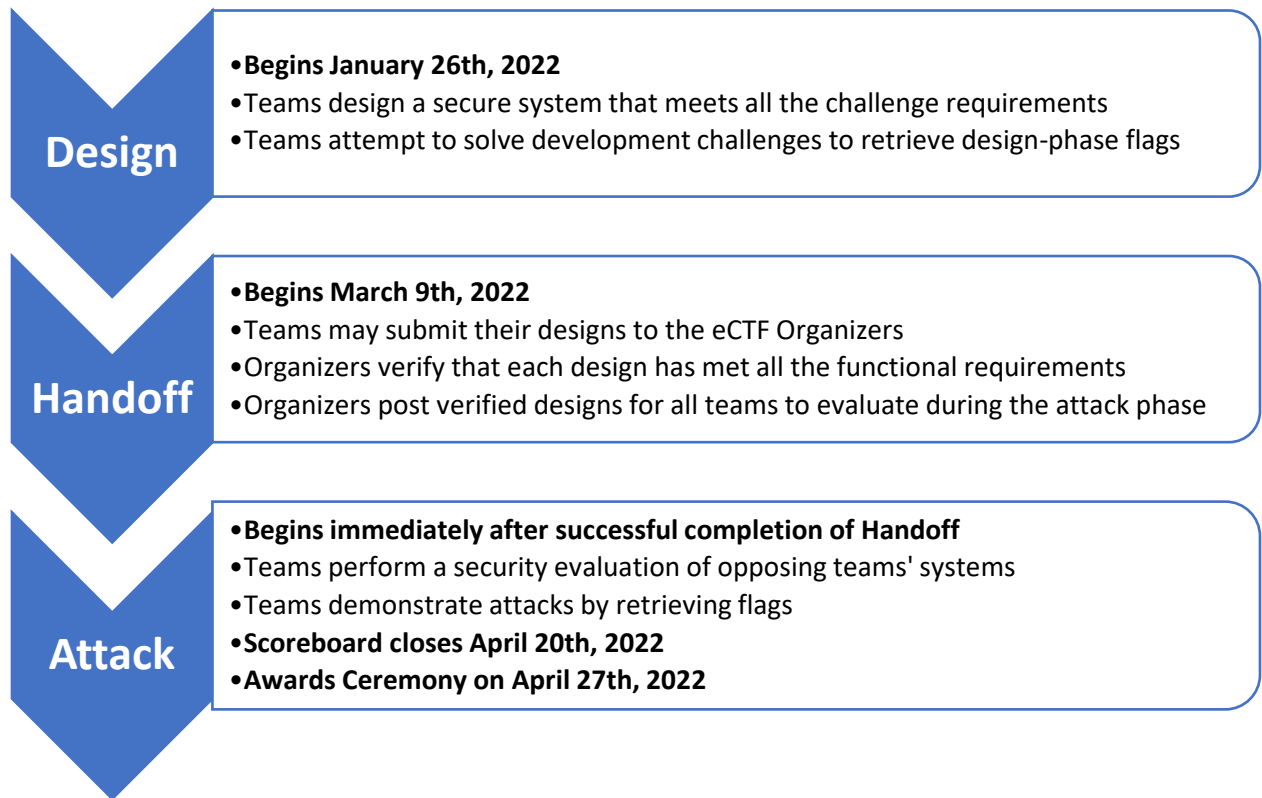 Design
•Begins January 26th, 2022
•Teams design a secure system that meets all the challenge requirements
•Teams attempt to solve development challenges to retrieve design-phase flags
Handoff
•Begins March 9th, 2022
•Teams may submit their designs to the eCTF Organizers
•Organizers verify that each design has met all the functional requirements
•Organizers post verified designs for all teams to evaluate during the attack phase
Attack
•Begins immediately after successful completion of Handoff
•Teams perform a security evaluation of opposing teams' systems
•Teams demonstrate attacks by retrieving flags
•Scoreboard closes April 20th, 2022
•Awards Ceremony on April 27th, 2022